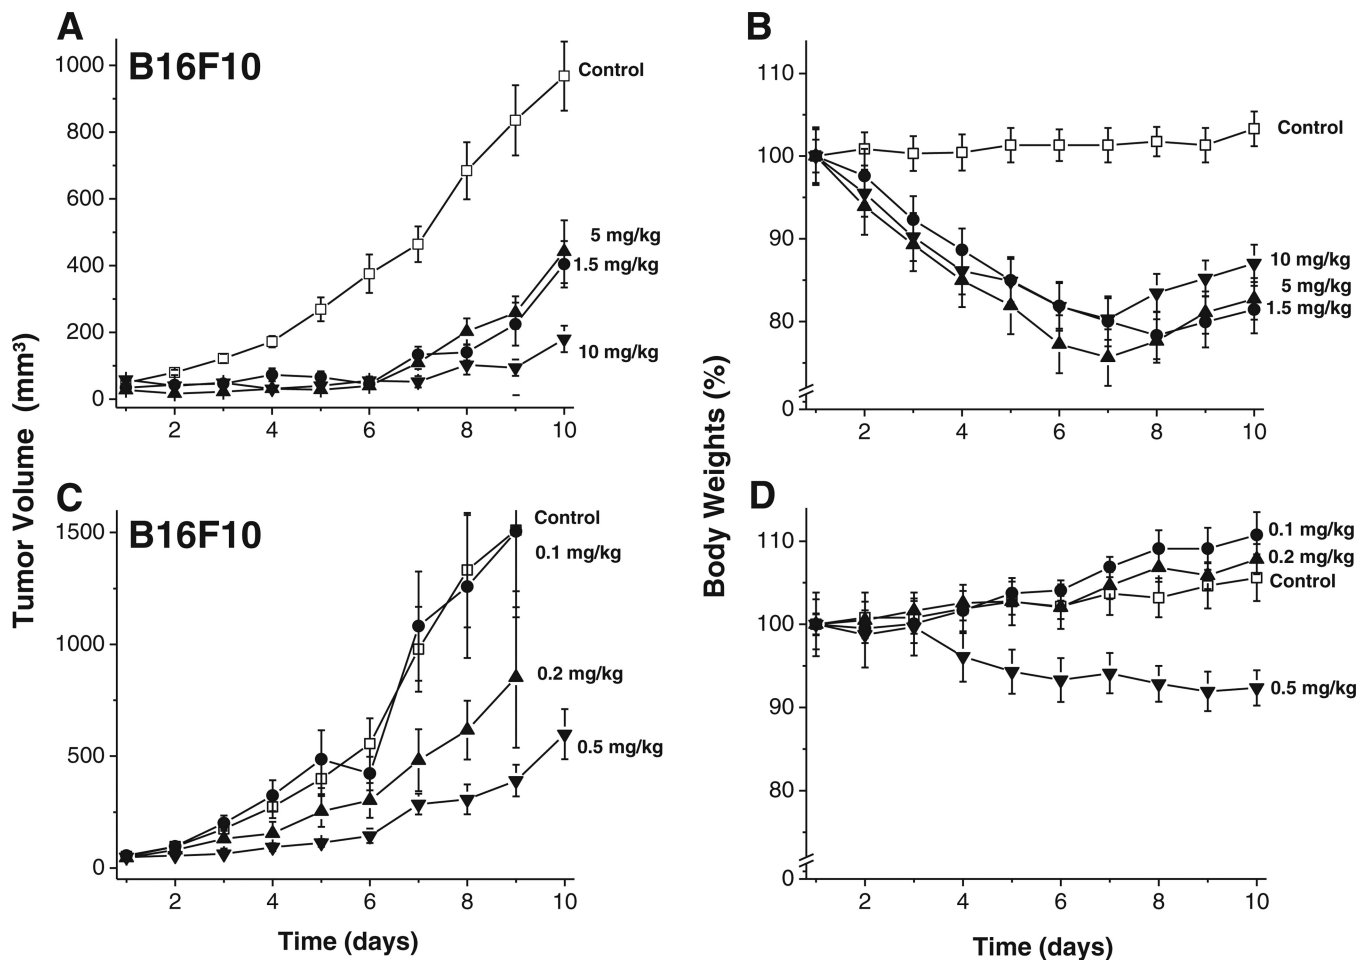 A
B16F10
1000
800
600
400
200
0
2
4
6
8
10
Control
5 mg/kg
1.5 mg/kg
10 mg/kg
B
110
100
90
80
0
2
4
6
8
10
Control
10 mg/kg
5 mg/kg
1.5 mg/kg
Tumor Volume (mm³)
Body Weights (%)
C
B16F10
1500
1000
500
0
2
4
6
8
10
Control
0.1 mg/kg
0.2 mg/kg
0.5 mg/kg
Time (days)
D
110
100
90
80
0
2
4
6
8
10
0.1 mg/kg
0.2 mg/kg
Control
0.5 mg/kg
Time (days)